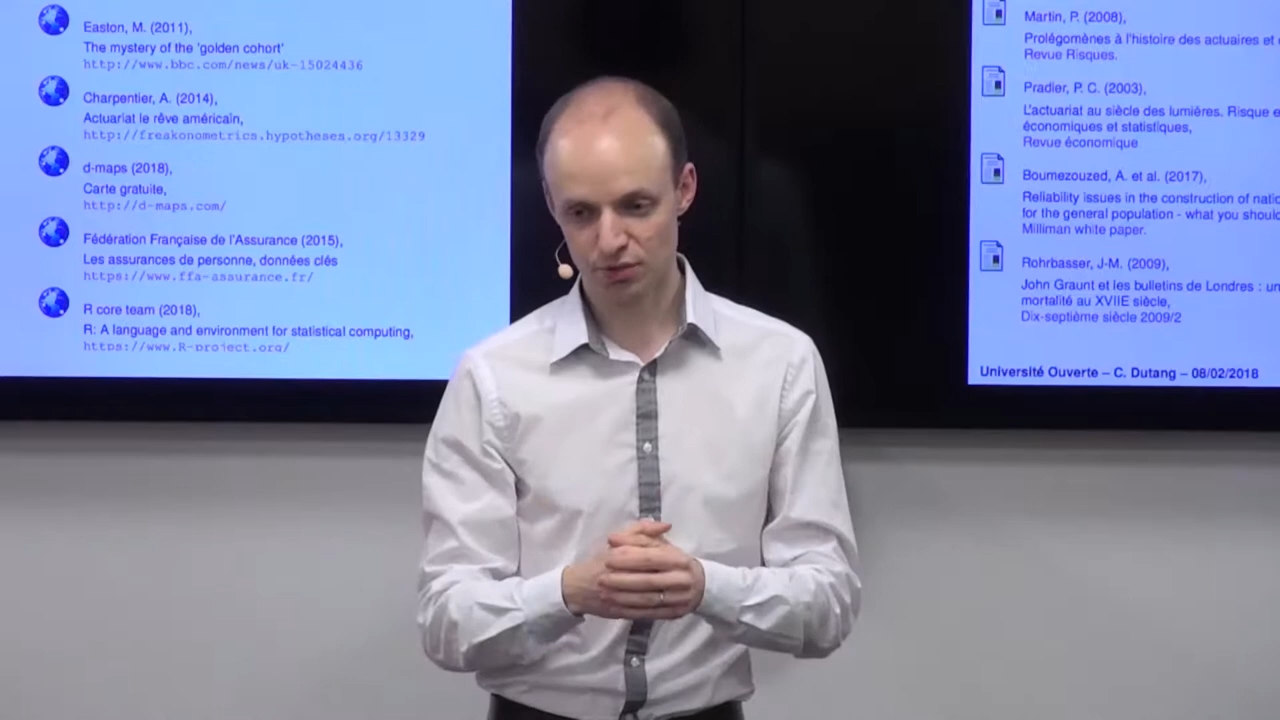 Easton, M. (2011),
The mystery of the 'golden cohort'
http://www.bbc.com/news/uk-15024436
Charpentier, A. (2014),
Actuariat le rêve américain,
http://freakonometrics.hypotheses.org/13329
d-maps (2018),
Carte gratuite,
http://d-maps.com/
Fédération Française de l'Assurance (2015),
Les assurances de personne, données clés
https://www.ffa-assurance.fr/
R core team (2018),
R: A language and environment for statistical computing,
https://www.R-project.org/
Martin, P. (2008),
Prolégomènes à l'histoire des actuaires et
Revue Risques.
Pradier, P. C. (2003),
L'actuariat au siècle des lumières. Risque
économiques et statistiques,
Revue économique
Boumezouzed, A. et al. (2017),
Reliability issues in the construction of
for the general population - what you
Milliman white paper.
Rohrbasser, J-M. (2009),
John Graunt et les bulletins de Londres :
mortalité au XVIIE siècle,
Dix-septième siècle 2009/2
Université Ouverte – C. Dutang – 08/02/2018